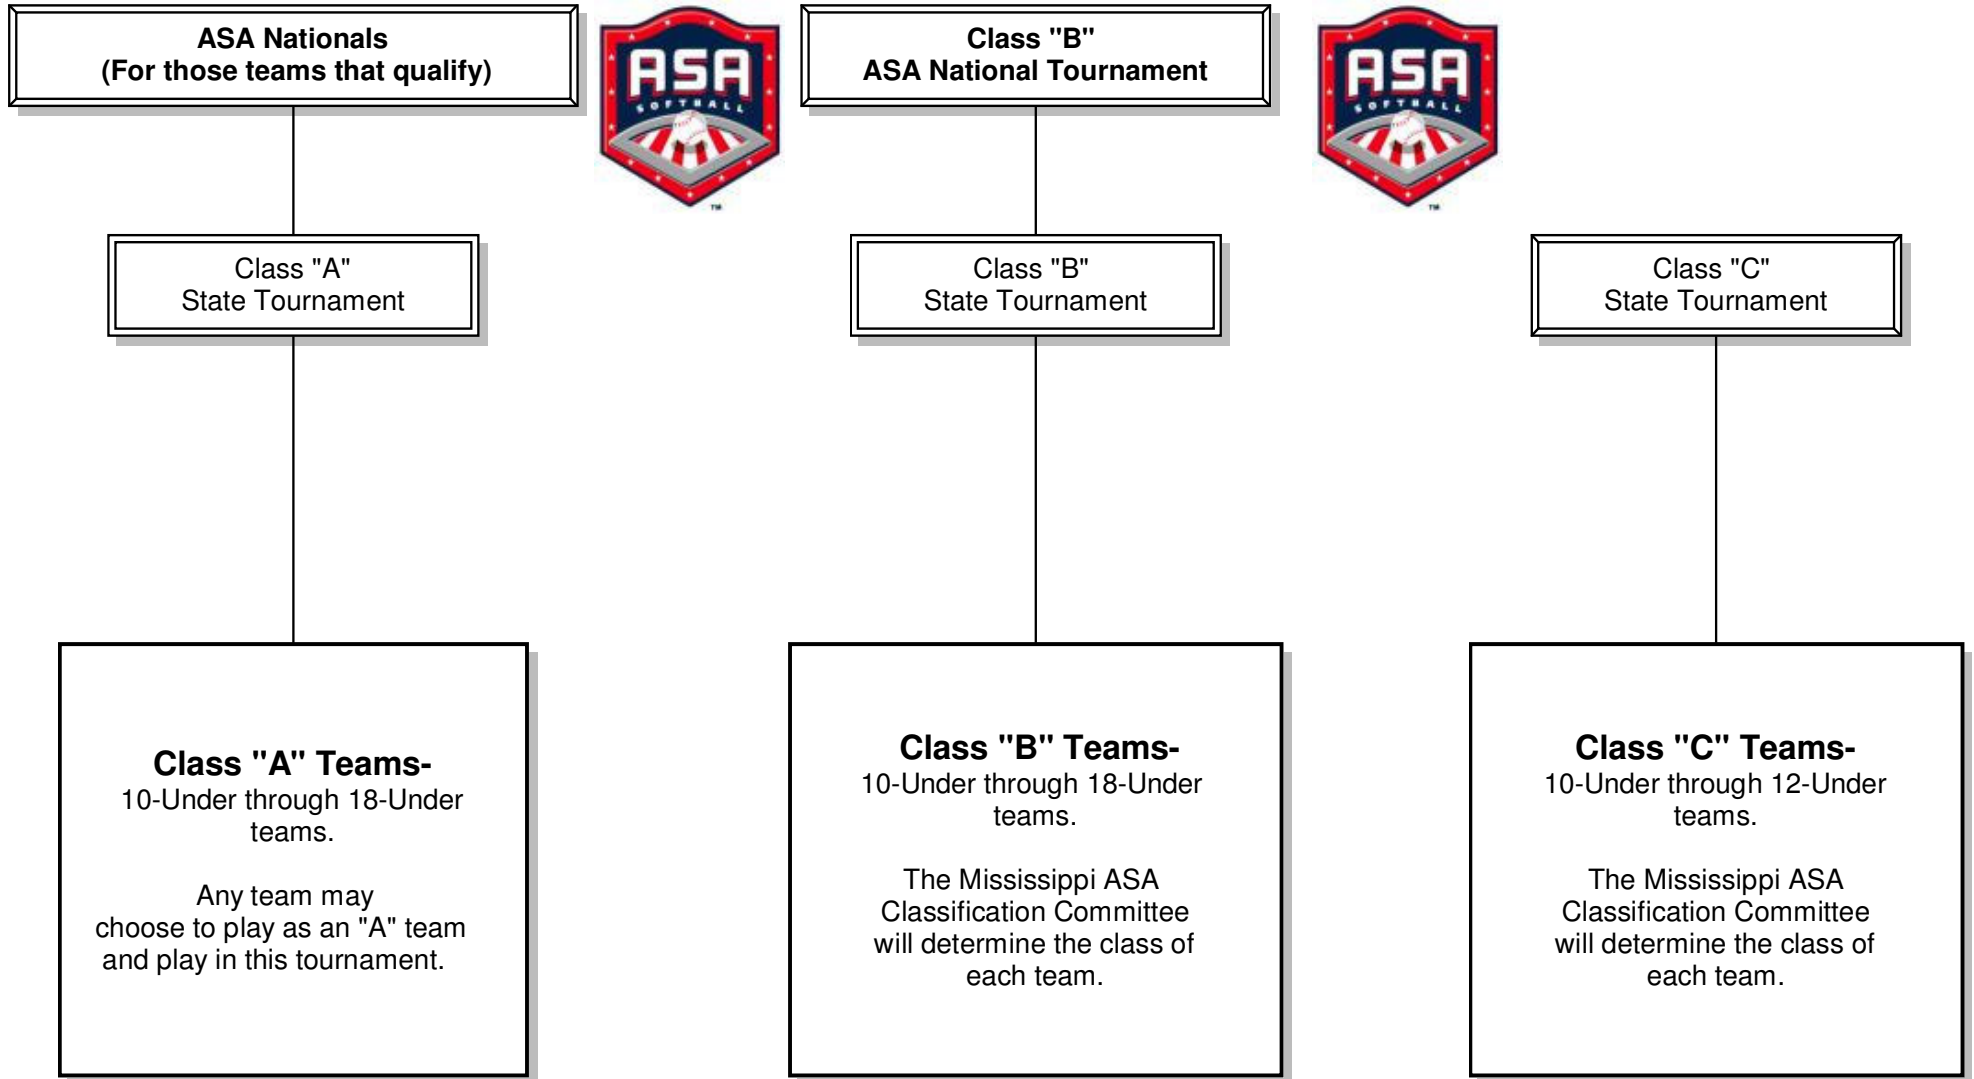 ASA Nationals
(For those teams that qualify)
ASA
SOFTBALL
TM
Class "B"
ASA National Tournament
ASA
SOFTBALL
TM
Class "A"
State Tournament
Class "B"
State Tournament
Class "C"
State Tournament
Class "A" Teams-
10-Under through 18-Under
teams.
Any team may
choose to play as an "A" team
and play in this tournament.
Class "B" Teams-
10-Under through 18-Under
teams.
The Mississippi ASA
Classification Committee
will determine the class of
each team.
Class "C" Teams-
10-Under through 12-Under
teams.
The Mississippi ASA
Classification Committee
will determine the class of
each team.